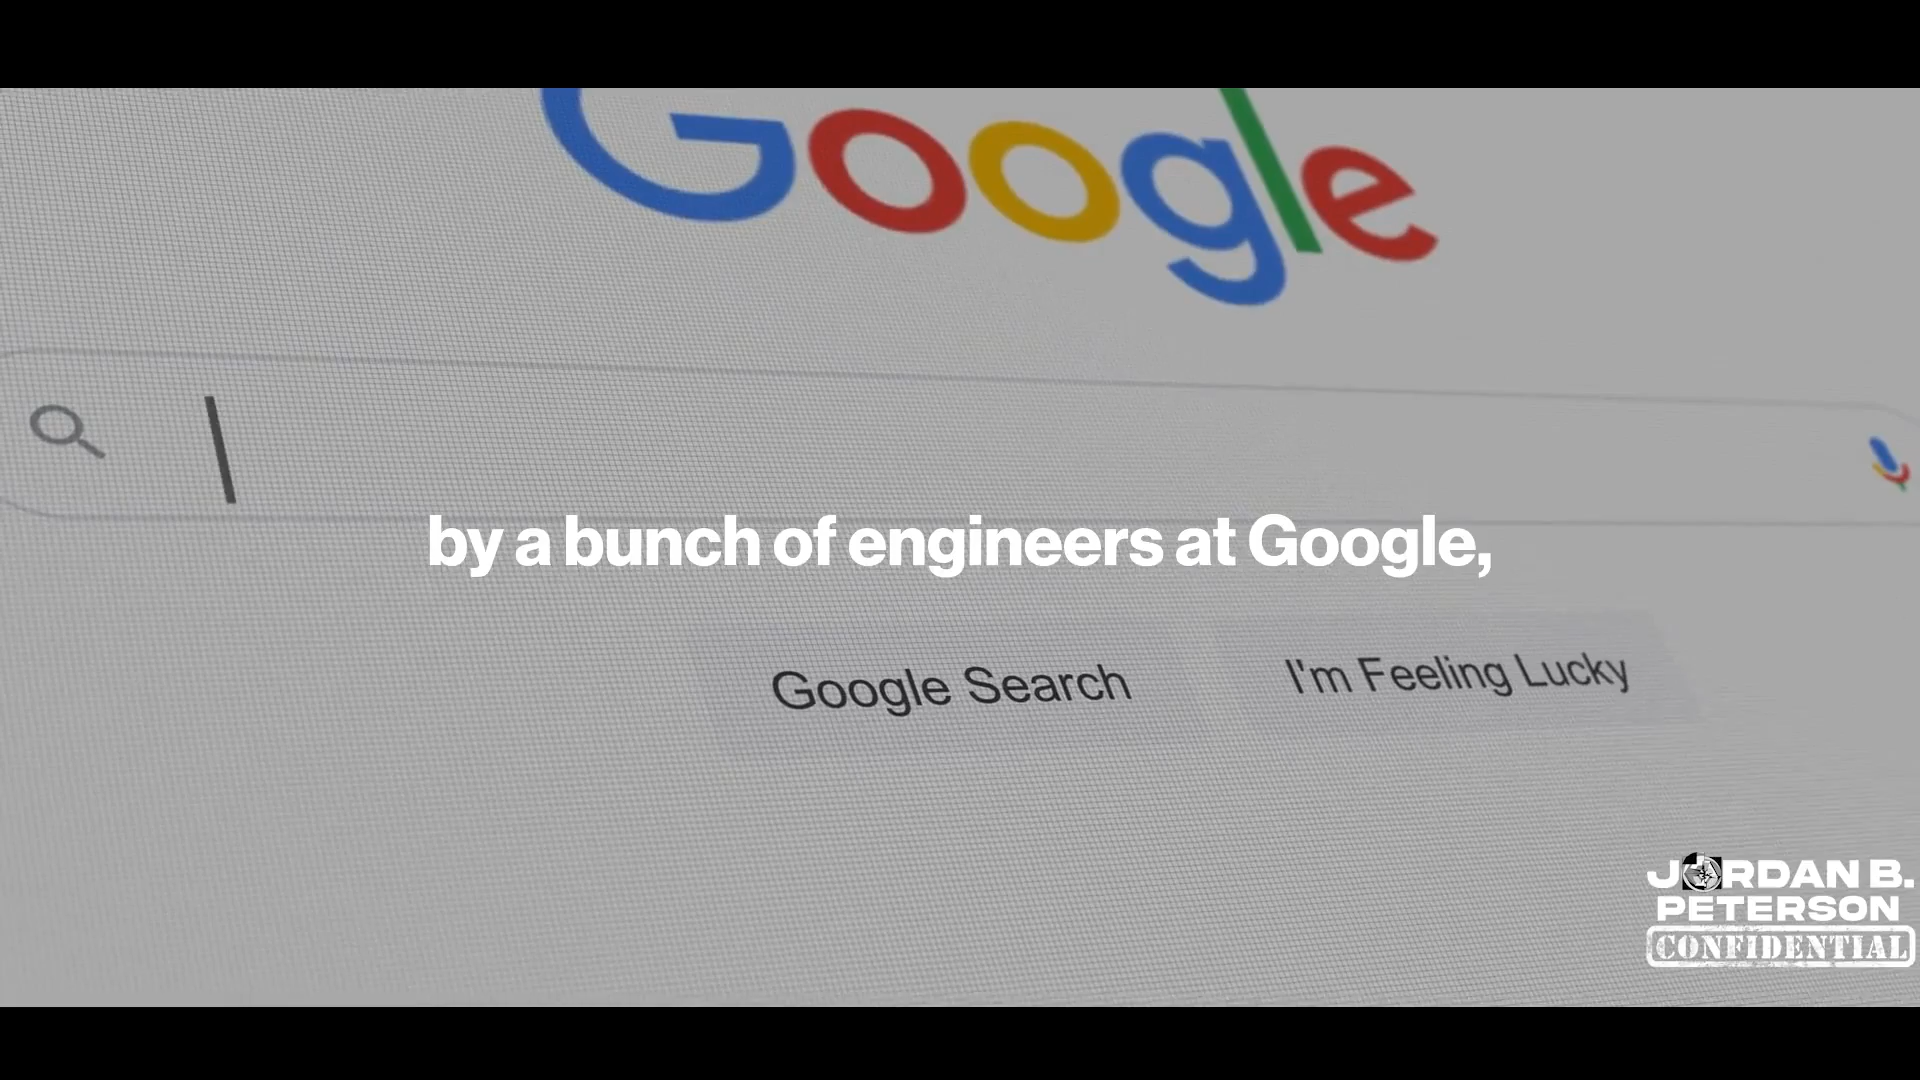 Google
by a bunch of engineers at Google,
Google Search
I'm Feeling Lucky
JORDAN B.
PETERSON
CONFIDENTIAL